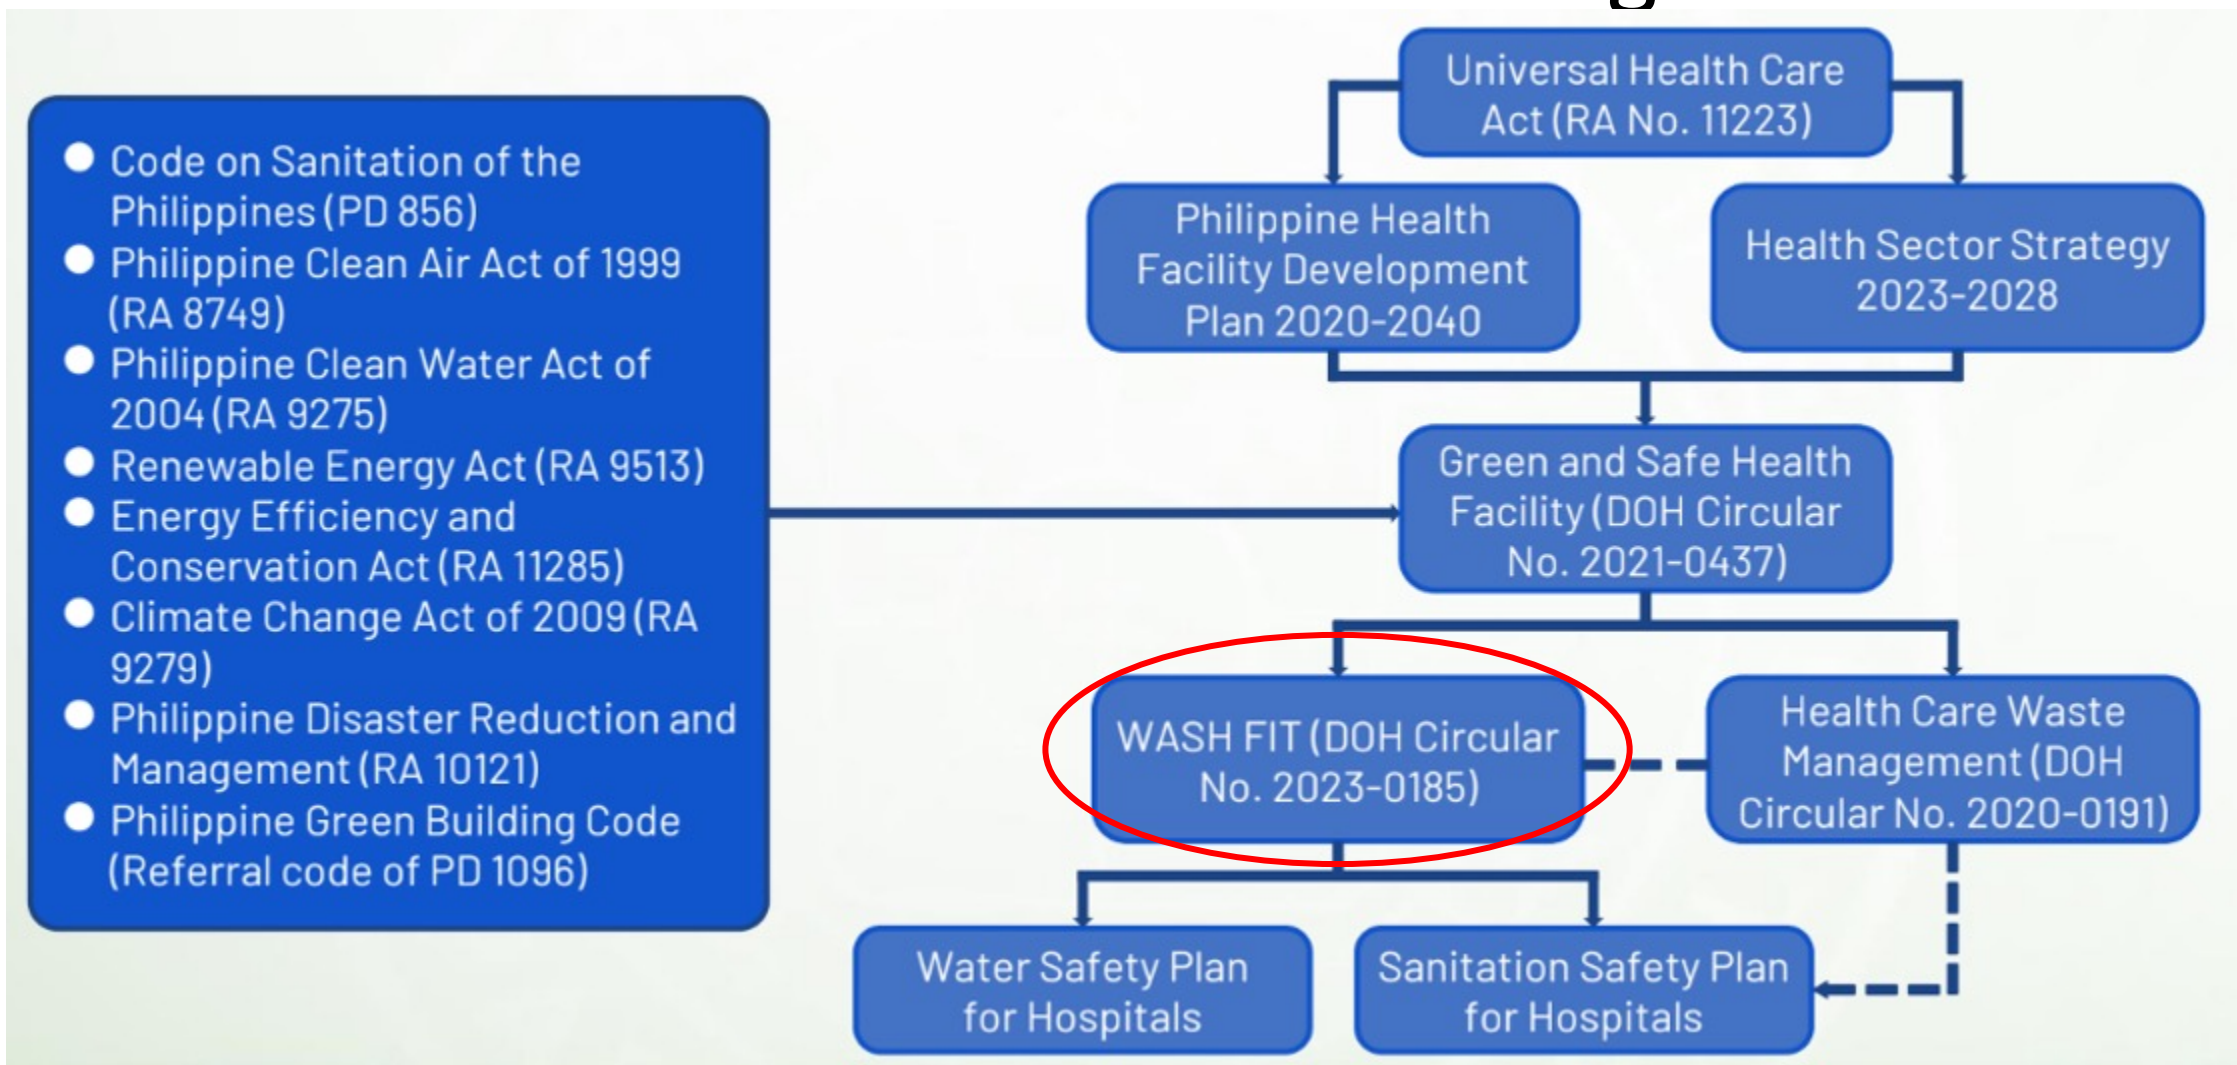 ● Code on Sanitation of the
Philippines (PD 856)
● Philippine Clean Air Act of 1999
(RA 8749)
● Philippine Clean Water Act of
2004 (RA 9275)
● Renewable Energy Act (RA 9513)
● Energy Efficiency and
Conservation Act (RA 11285)
● Climate Change Act of 2009 (RA
9279)
● Philippine Disaster Reduction and
Management (RA 10121)
● Philippine Green Building Code
(Referral code of PD 1096)
Universal Health Care
Act (RA No. 11223)
Philippine Health
Facility Development
Plan 2020-2040
Health Sector Strategy
2023-2028
Green and Safe Health
Facility (DOH Circular
No. 2021-0437)
WASH FIT (DOH Circular
No. 2023-0185)
Health Care Waste
Management (DOH
Circular No. 2020-0191)
Water Safety Plan
for Hospitals
Sanitation Safety Plan
for Hospitals